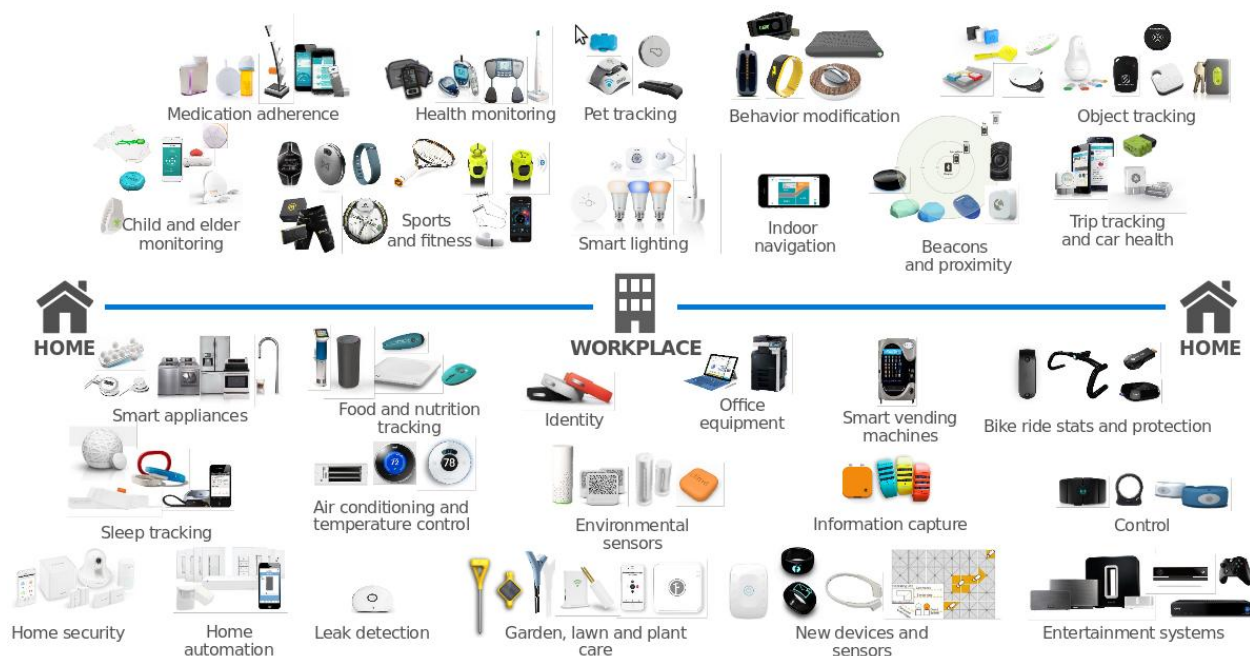 Medication adherence
Health monitoring
Pet tracking
Behavior modification
Object tracking
Child and elder
monitoring
Sports
and fitness
Smart lighting
Indoor
navigation
Beacons
and proximity
Trip tracking
and car health
HOME
WORKPLACE
HOME
Smart appliances
Food and nutrition
tracking
Identity
Office
equipment
Smart vending
machines
Bike ride stats and protection
Sleep tracking
72
78
Air conditioning and
temperature control
Environmental
sensors
Information capture
Control
Home security
Home
automation
Leak detection
Garden, lawn and plant
care
New devices and
sensors
Entertainment systems